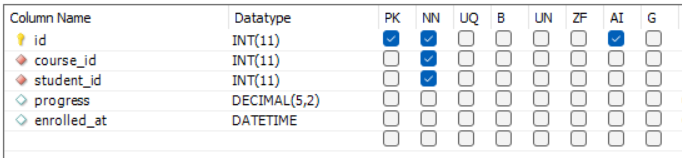 Column Name Datatype PK NN UQ B UN ZF AI G
id INT(11)
course_id INT(11)
student_id INT(11)
progress DECIMAL(5,2)
enrolled_at DATETIME